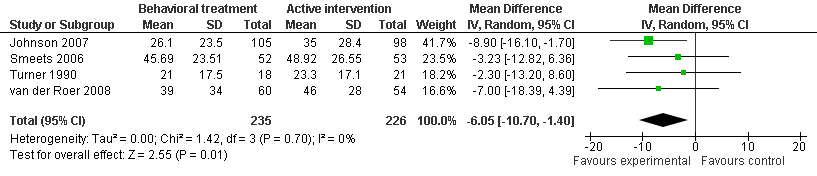 Behavioral treatment Active intervention Mean Difference Mean Difference
Study or Subgroup Mean SD Total Mean SD Total Weight IV, Random, 95% CI IV, Random, 95% CI
Johnson 2007 26.1 23.5 105 35 28.4 98 41.7% -8.90 [-16.10, -1.70]
Smeets 2006 45.69 23.51 52 48.92 26.55 53 23.5% -3.23 [-12.82, 6.36]
Turner 1990 21 17.5 18 23.3 17.1 21 18.2% -2.30 [-13.20, 8.60]
van der Roer 2008 39 34 60 46 28 54 16.6% -7.00 [-18.39, 4.39]
Total (95% CI) 235 226 100.0% -6.05 [-10.70, -1.40]
Heterogeneity: Tau² = 0.00; Chi² = 1.42, df = 3 (P = 0.70); I² = 0%
Test for overall effect: Z = 2.55 (P = 0.01)
-20 -10 0 10 20
Favours experimental Favours control